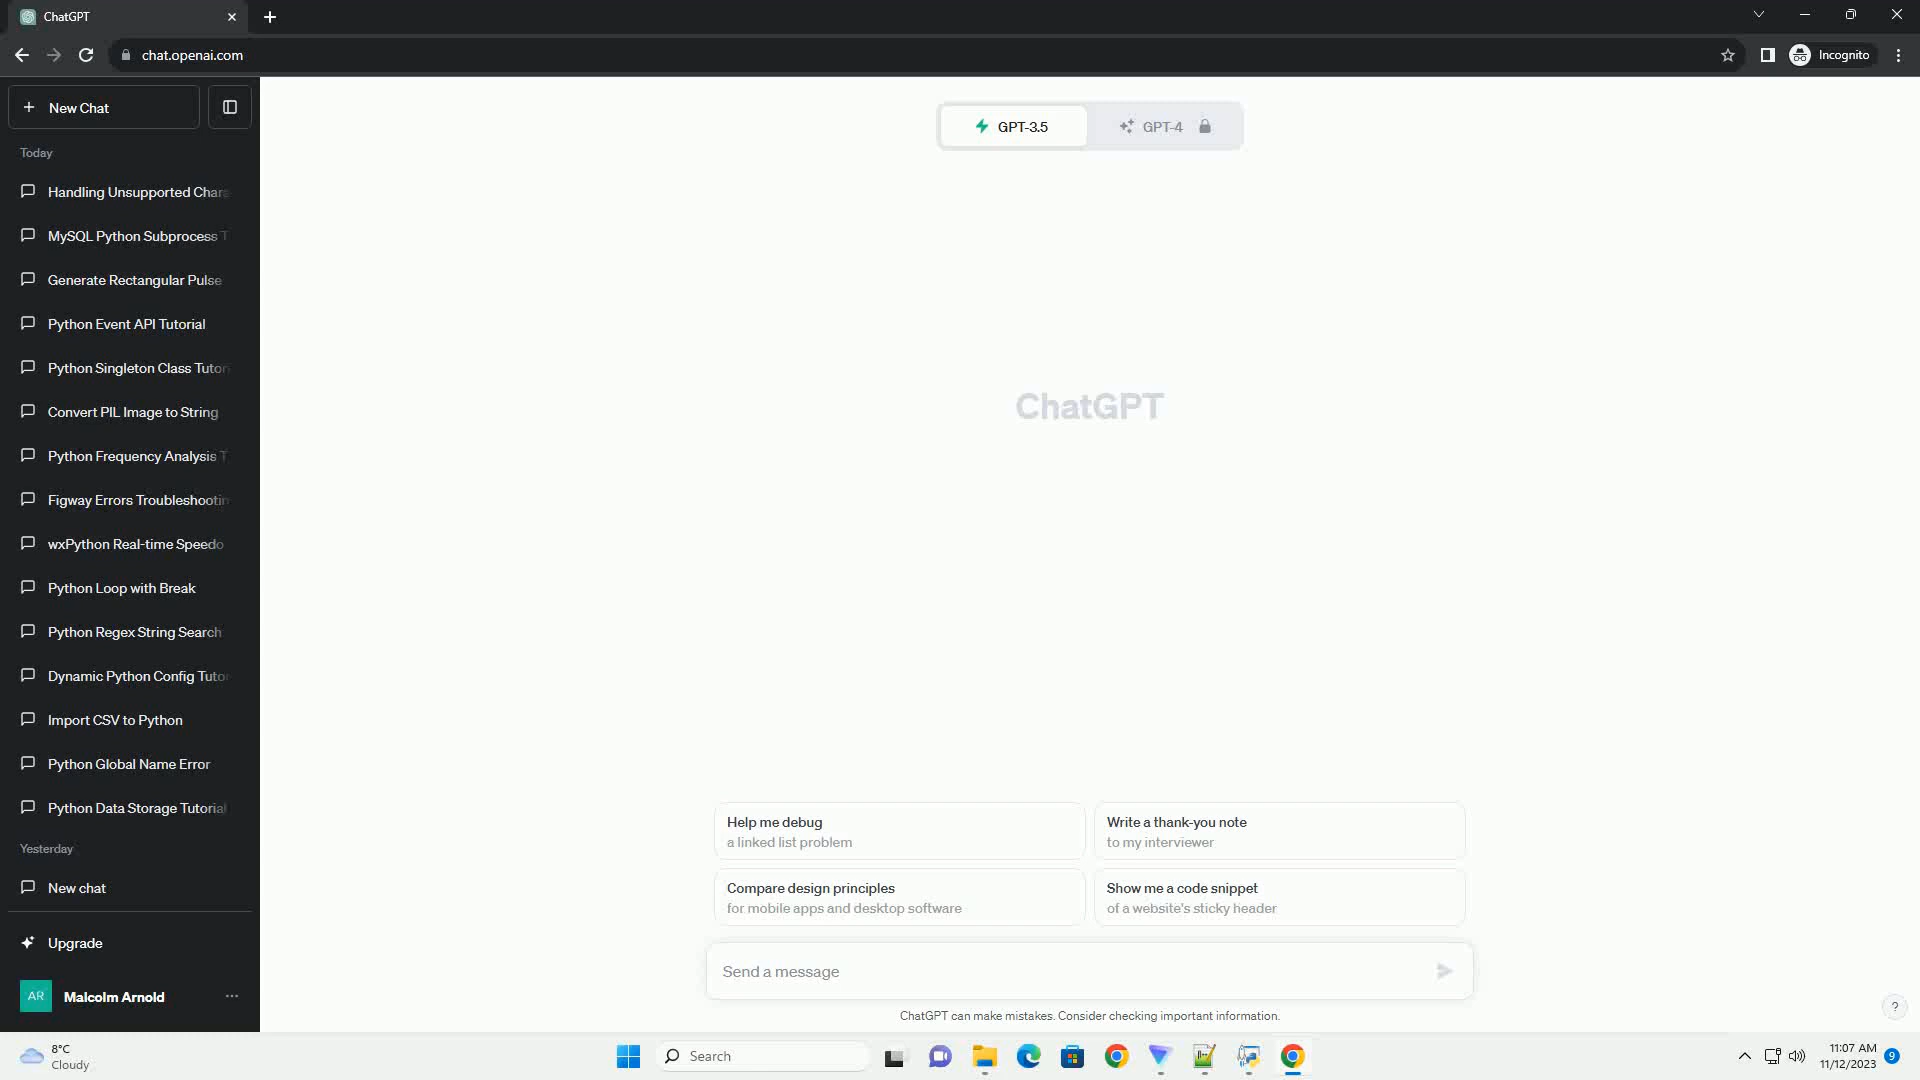 ChatGPT
chat.openai.com
Incognito
New Chat
Today
Handling Unsupported Chara
MySQL Python Subprocess T
Generate Rectangular Pulse
Python Event API Tutorial
Python Singleton Class Tutor
Convert PIL Image to String
Python Frequency Analysis T
Figway Errors Troubleshootin
wxPython Real-time Speedo
Python Loop with Break
Python Regex String Search
Dynamic Python Config Tutor
Import CSV to Python
Python Global Name Error
Python Data Storage Tutorial
Yesterday
New chat
Upgrade
AR Malcolm Arnold
GPT-3.5
GPT-4
ChatGPT
Help me debug
a linked list problem
Write a thank-you note
to my interviewer
Compare design principles
for mobile apps and desktop software
Show me a code snippet
of a website's sticky header
Send a message
ChatGPT can make mistakes. Consider checking important information.
?
8°C
Cloudy
Search
11:07 AM
11/12/2023
9